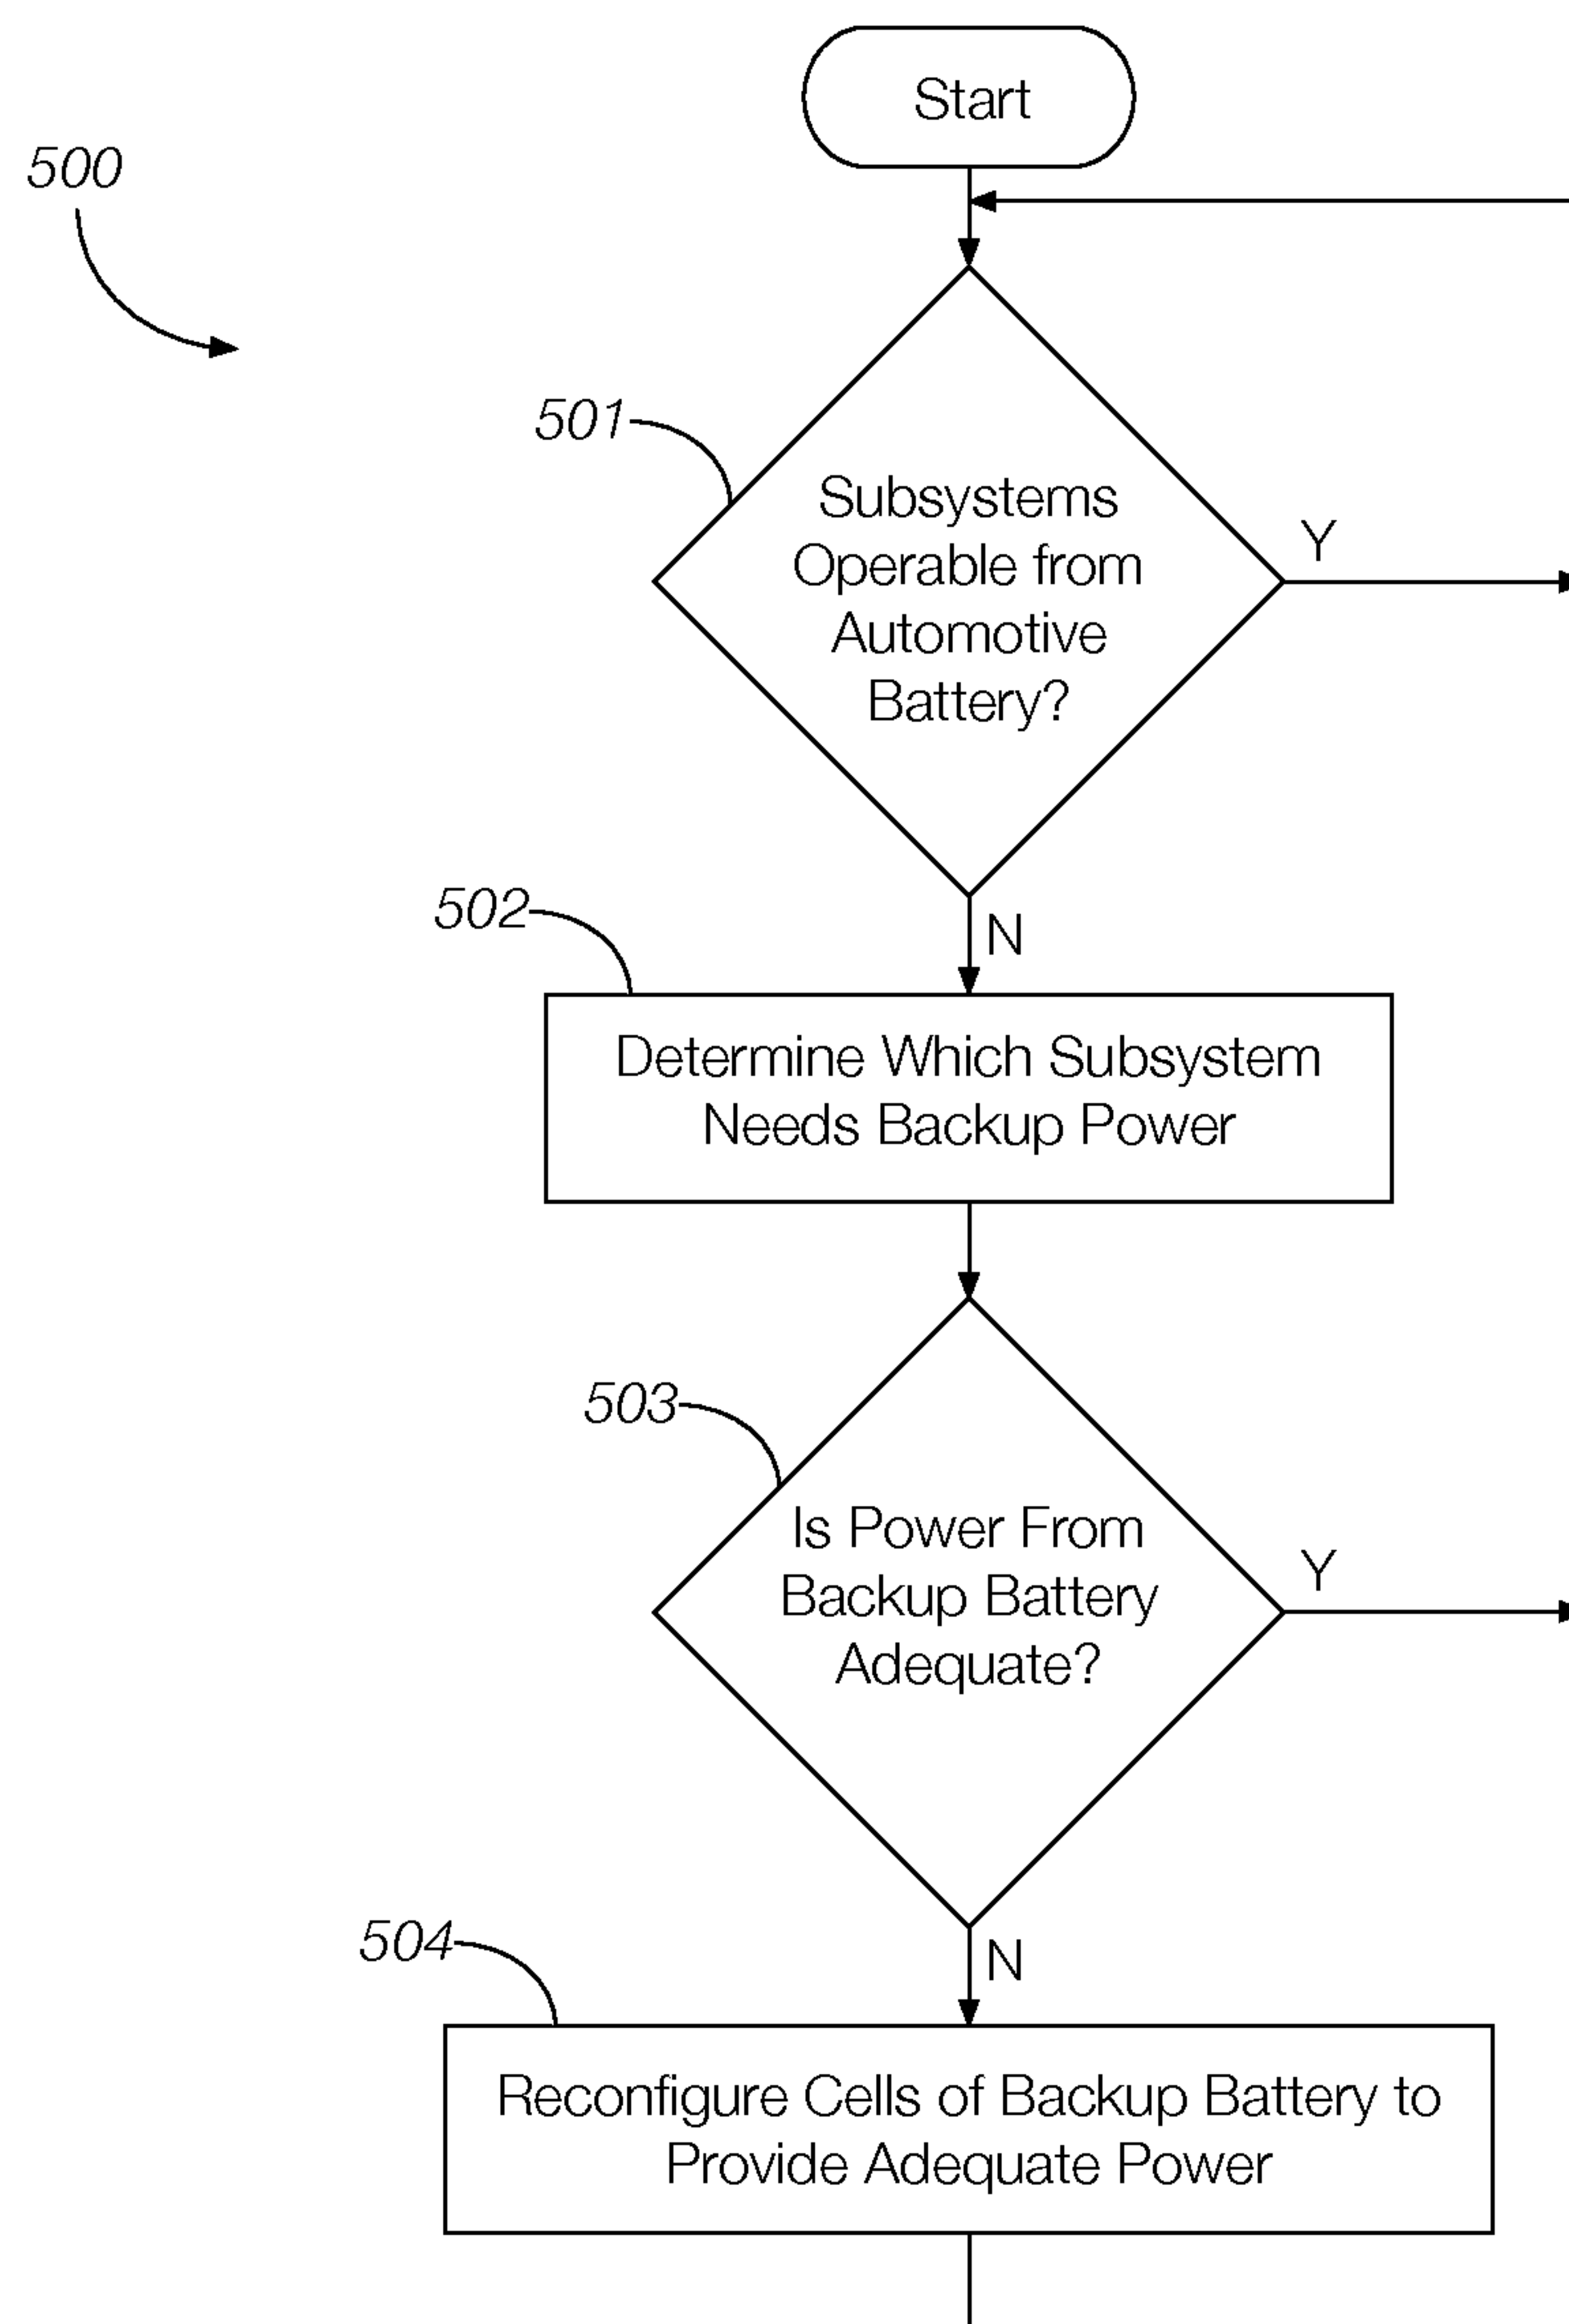 Start
500
501
Subsystems
Operable from
Automotive
Battery?
Y
N
502
Determine Which Subsystem
Needs Backup Power
503
Is Power From
Backup Battery
Adequate?
Y
N
504
Reconfigure Cells of Backup Battery to
Provide Adequate Power